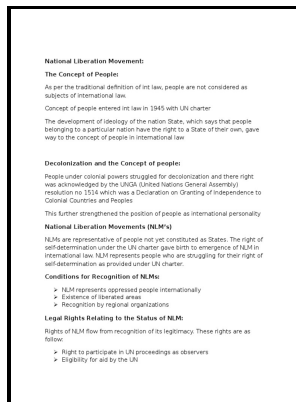 National Liberation Movement:
The Concept of People:
As per the traditional definition of int law, people are not considered as
subjects of international law.
Concept of people entered int law in 1945 with UN charter
The development of ideology of the nation State, which says that people
belonging to a particular nation have the right to a State of their own, gave
way to the concept of people in international law
Decolonization and the Concept of people:
People under colonial powers struggled for decolonization and there right
was acknowledged by the UNGA (United Nations General Assembly)
resolution no 1514 which was a Declaration on Granting of Independence to
Colonial Countries and Peoples
This further strengthened the position of people as international personality
National Liberation Movements (NLM's)
NLMs are representative of people not yet constituted as States. The right of
self-determination under the UN charter gave birth to emergence of NLM in
international law. NLM represents people who are struggling for their right of
self-determination as provided under UN charter.
Conditions for Recognition of NLMs:
➢ NLM represents oppressed people internationally
➢ Existence of liberated areas
➢ Recognition by regional organizations
Legal Rights Relating to the Status of NLM:
Rights of NLM flow from recognition of its legitimacy. These rights are as
follow:
➢ Right to participate in UN proceedings as observers
➢ Eligibility for aid by the UN